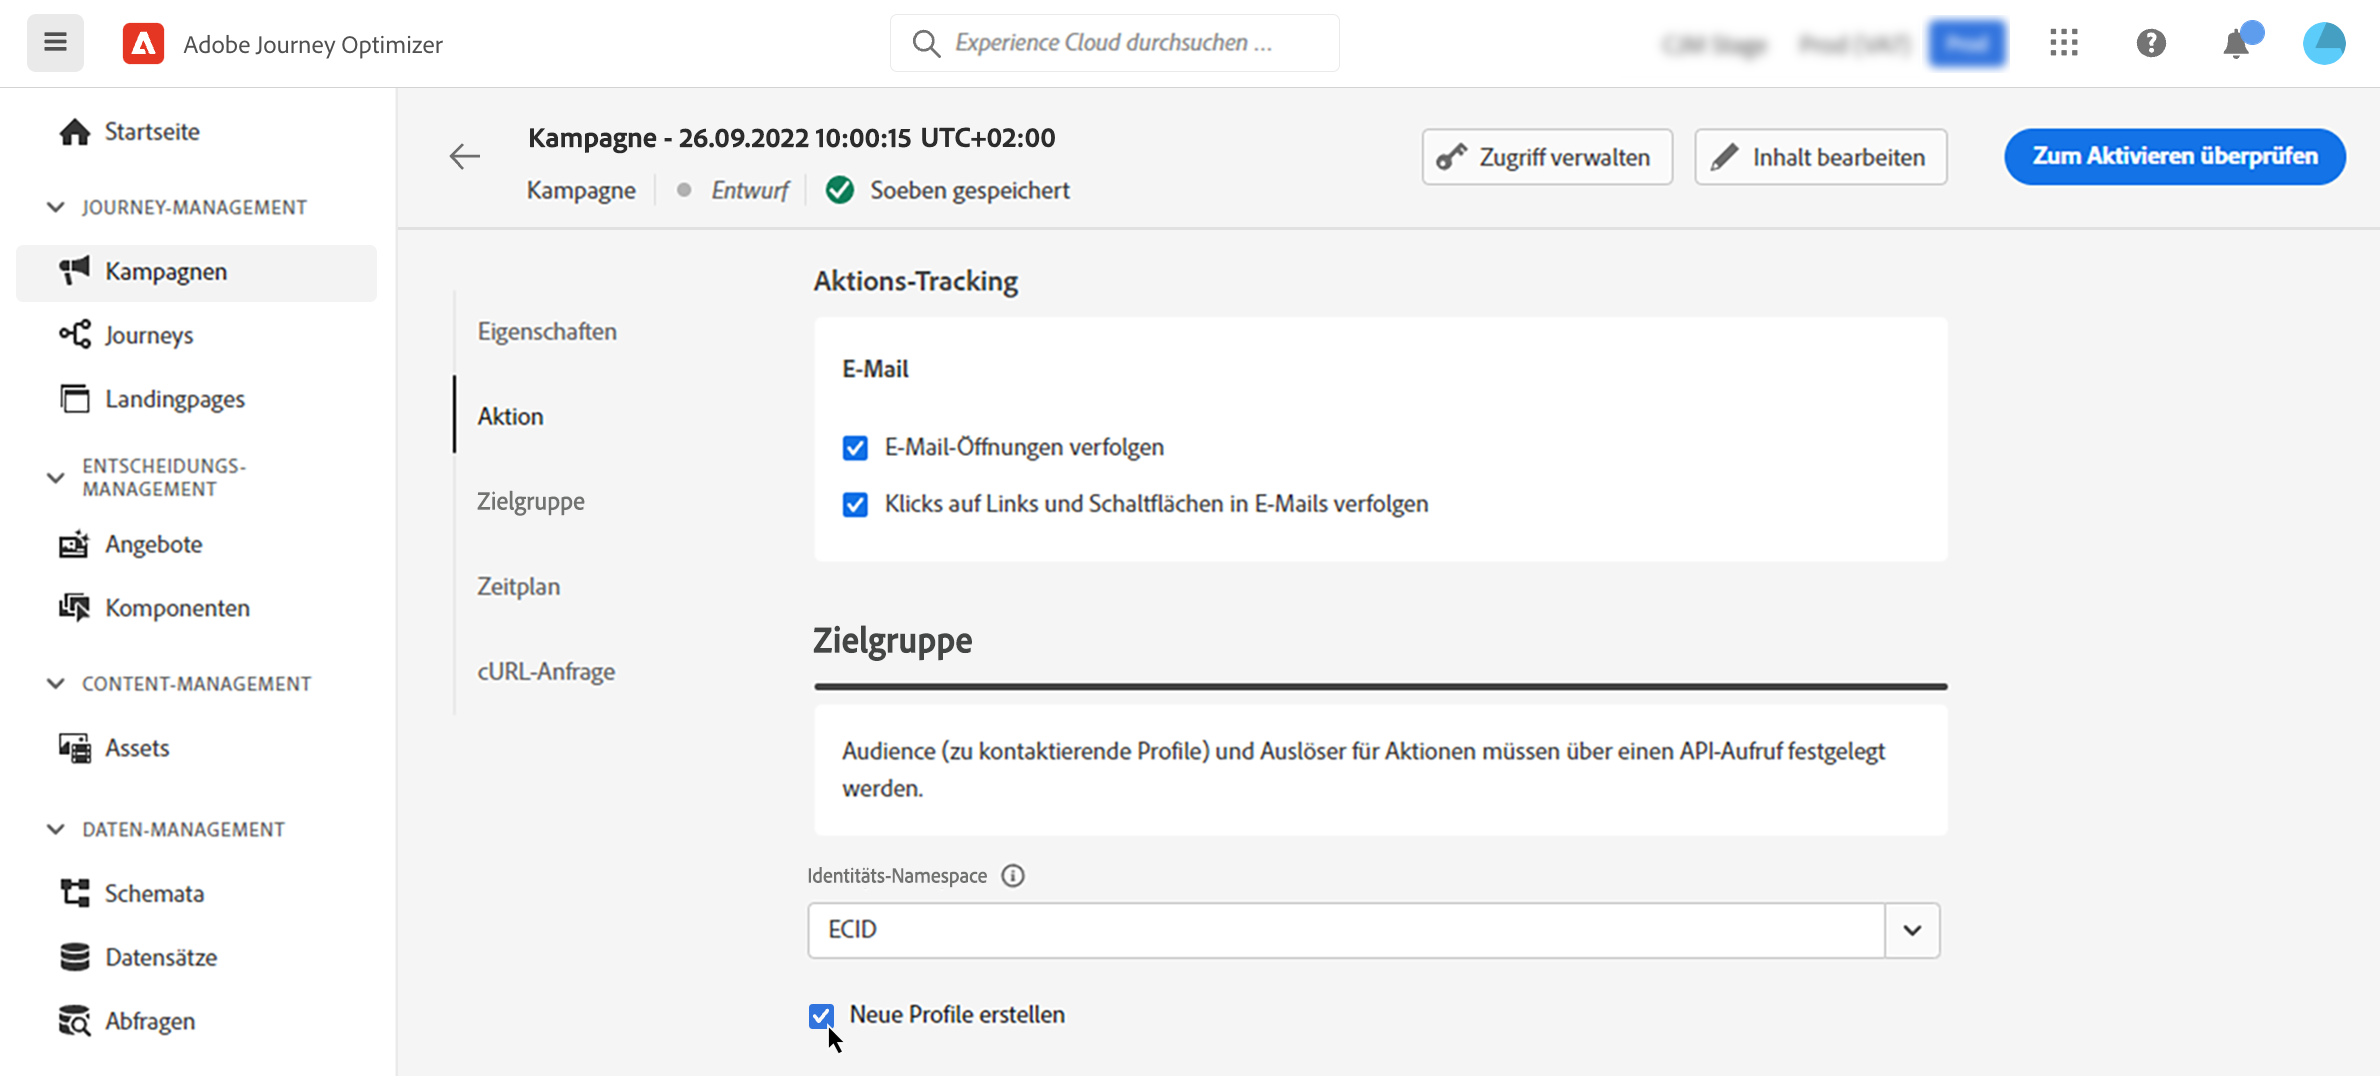 Adobe Journey Optimizer
Experience Cloud durchsuchen ...
Startseite
JOURNEY-MANAGEMENT
Kampagnen
Journeys
Landingpages
ENTSCHEIDUNGS-
MANAGEMENT
Angebote
Komponenten
CONTENT-MANAGEMENT
Assets
DATEN-MANAGEMENT
Schemata
Datensätze
Abfragen
Kampagne - 26.09.2022 10:00:15 UTC+02:00
Kampagne Entwurf Soeben gespeichert
Zugriff verwalten
Inhalt bearbeiten
Zum Aktivieren überprüfen
Eigenschaften
Aktion
Zielgruppe
Zeitplan
cURL-Anfrage
Aktions-Tracking
E-Mail
E-Mail-Öffnungen verfolgen
Klicks auf Links und Schaltflächen in E-Mails verfolgen
Zielgruppe
Audience (zu kontaktierende Profile) und Auslöser für Aktionen müssen über einen API-Aufruf festgelegt
werden.
Identitäts-Namespace
ECID
Neue Profile erstellen